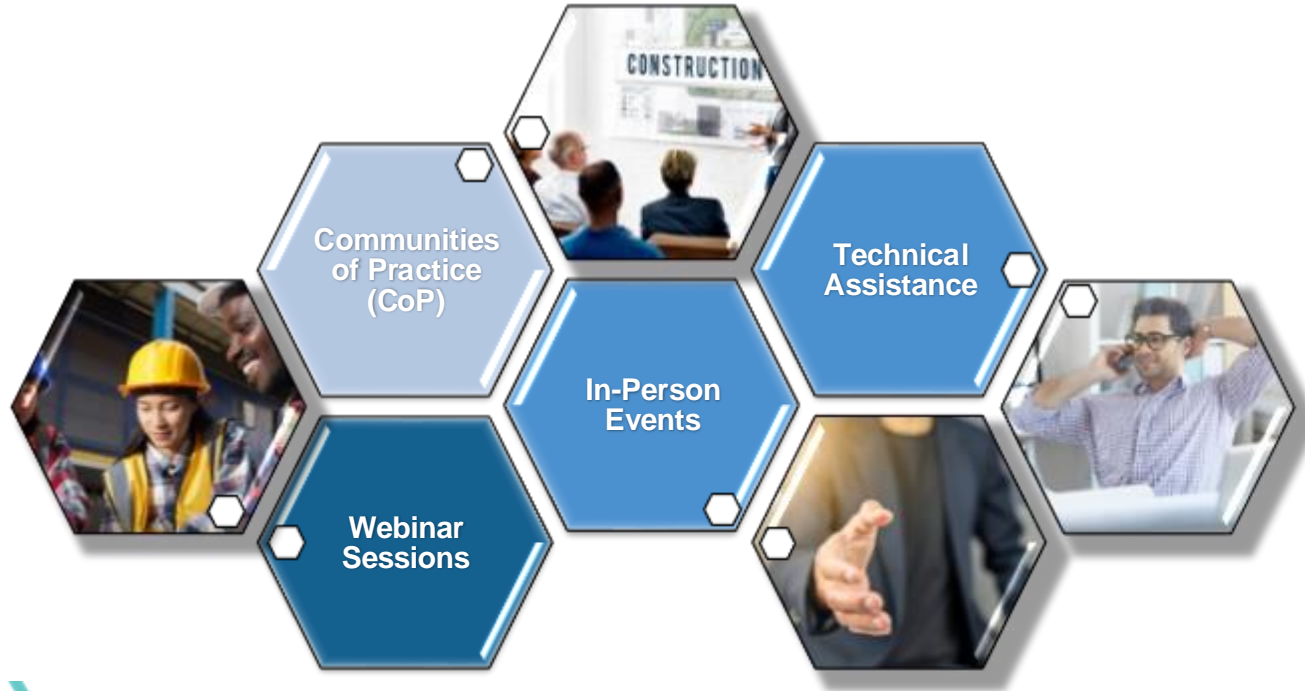 CONSTRUCTION
Communities
of Practice
(CoP)
Technical
Assistance
In-Person
Events
Webinar
Sessions